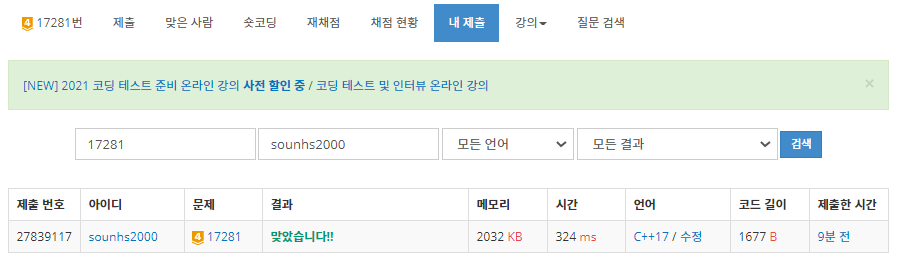 4 17281번 제출 맞은 사람 숏코딩 재채점 채점 현황 내 제출 강의 질문 검색
[NEW] 2021 코딩 테스트 준비 온라인 강의 사전 할인 중 / 코딩 테스트 및 인터뷰 온라인 강의 ×
17281 sounhs2000 모든 언어 모든 결과 검색
제출 번호 아이디 문제 결과 메모리 시간 언어 코드 길이 제출한 시간
27839117 sounhs2000 4 17281 맞았습니다!! 2032 KB 324 ms C++17 / 수정 1677 B 9분 전